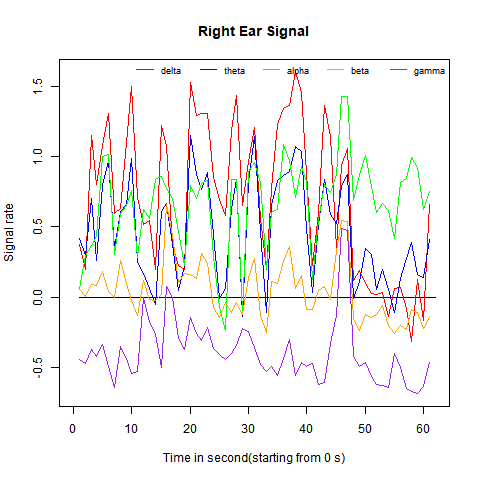 Right Ear Signal
delta theta alpha beta gamma
1.5
1.0
0.5
0.0
-0.5
Signal rate
0 10 20 30 40 50 60
Time in second(starting from 0 s)